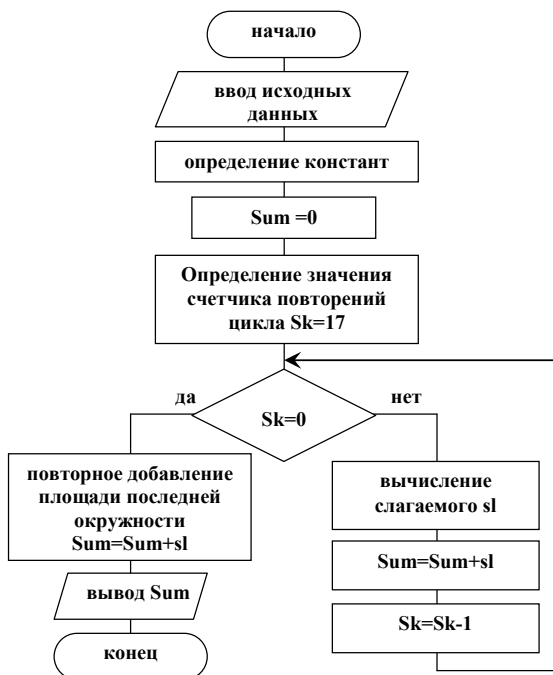 начало
ввод исходных
данных
определение констант
Sum =0
Определение значения
счетчика повторений
цикла Sk=17
да
Sk=0
нет
повторное добавление
площади последней
окружности
Sum=Sum+sl
вывод Sum
конец
вычисление
слагаемого sl
Sum=Sum+sl
Sk=Sk-1